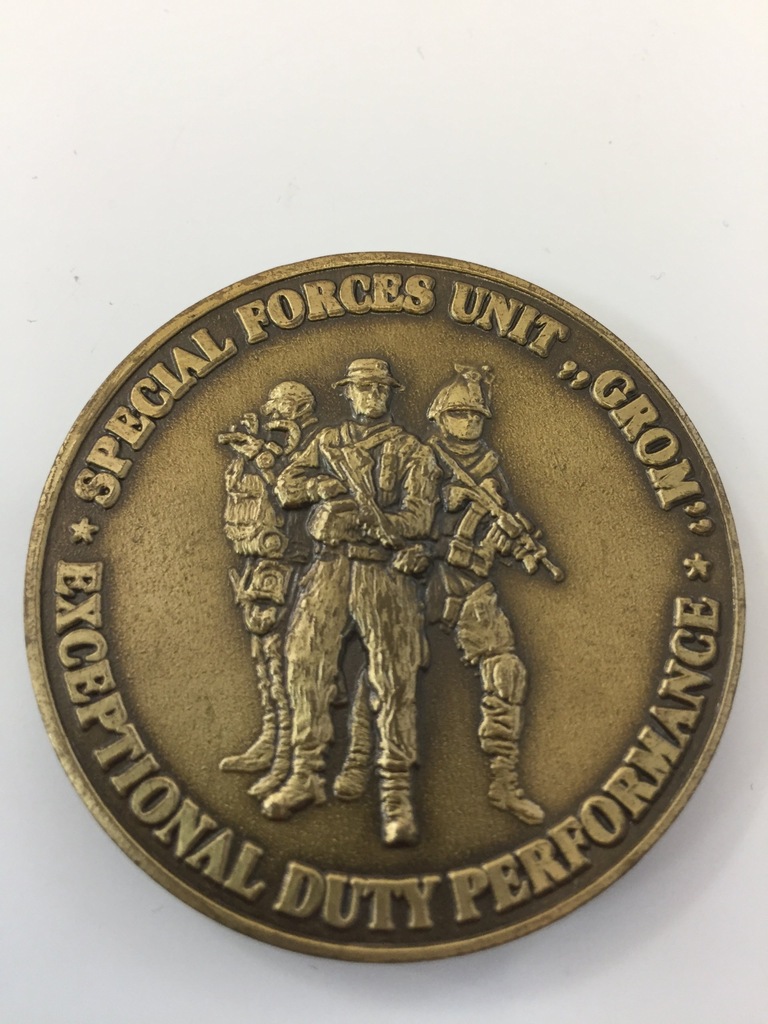 SPECIAL FORCES UNIT „GROM”
* EXCEPTIONAL DUTY PERFORMANCE *